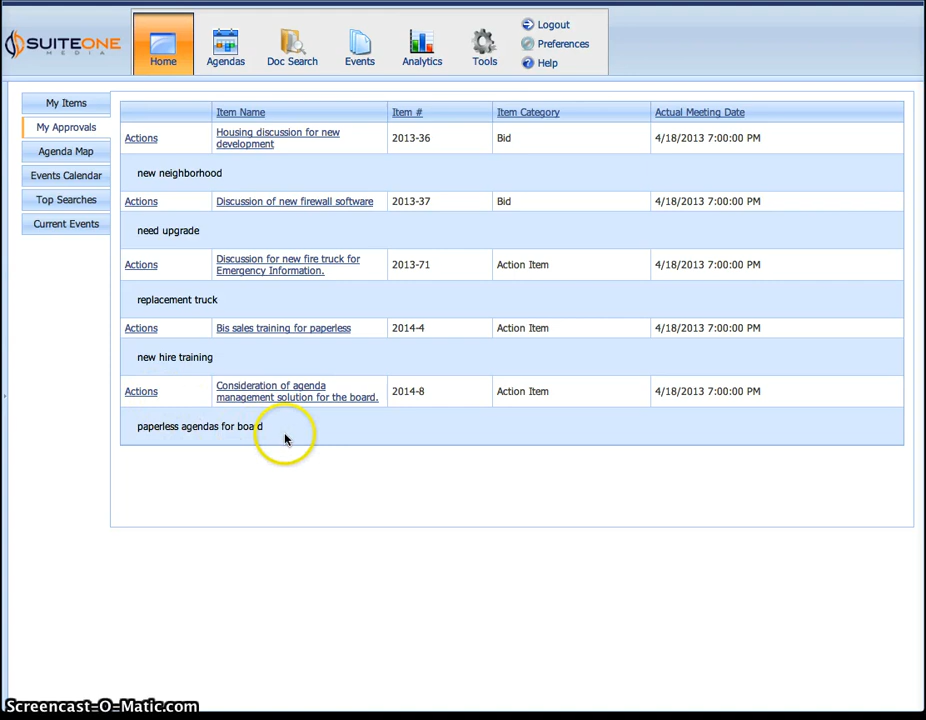 SUITEONE
MEDIA
Home
Agendas
Doc Search
Events
Analytics
Tools
Logout
Preferences
Help
My Items
My Approvals
Agenda Map
Events Calendar
Top Searches
Current Events
Item Name
Item #
Item Category
Actual Meeting Date
Actions
Housing discussion for new
development
2013-36
Bid
4/18/2013 7:00:00 PM
new neighborhood
Actions
Discussion of new firewall software
2013-37
Bid
4/18/2013 7:00:00 PM
need upgrade
Actions
Discussion for new fire truck for
Emergency Information.
2013-71
Action Item
4/18/2013 7:00:00 PM
replacement truck
Actions
Bis sales training for paperless
2014-4
Action Item
4/18/2013 7:00:00 PM
new hire training
Actions
Consideration of agenda
management solution for the board.
2014-8
Action Item
4/18/2013 7:00:00 PM
paperless agendas for board
Screencast-O-Matic.com